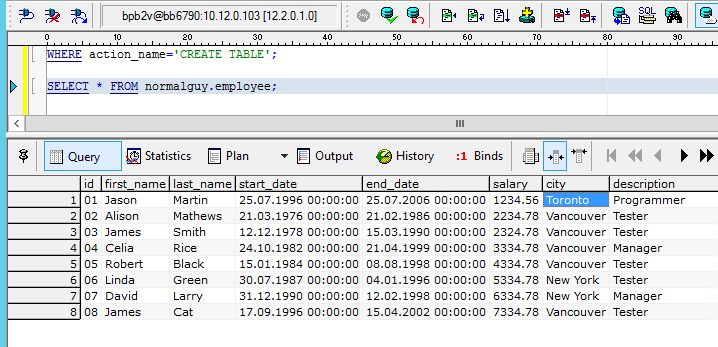 bpb2v@bb6790:10.12.0.103 [12.2.0.1.0]
SQL
0 10 20 30 40 50 60 70 80 90
WHERE action_name='CREATE TABLE';
SELECT * FROM normalguy.employee;
Query Statistics Plan Output History :1 Binds
id first_name last_name start_date end_date salary city description
1 01 Jason Martin 25.07.1996 00:00:00 25.07.2006 00:00:00 1234.56 Toronto Programmer
2 02 Alison Mathews 21.03.1976 00:00:00 21.02.1986 00:00:00 2234.78 Vancouver Tester
3 03 James Smith 12.12.1978 00:00:00 15.03.1990 00:00:00 2324.78 Vancouver Tester
4 04 Celia Rice 24.10.1982 00:00:00 21.04.1999 00:00:00 3334.78 Vancouver Manager
5 05 Robert Black 15.01.1984 00:00:00 08.08.1998 00:00:00 4334.78 Vancouver Tester
6 06 Linda Green 30.07.1987 00:00:00 04.01.1996 00:00:00 5334.78 New York Tester
7 07 David Larry 31.12.1990 00:00:00 12.02.1998 00:00:00 6334.78 New York Manager
8 08 James Cat 17.09.1996 00:00:00 15.04.2002 00:00:00 7334.78 Vancouver Tester